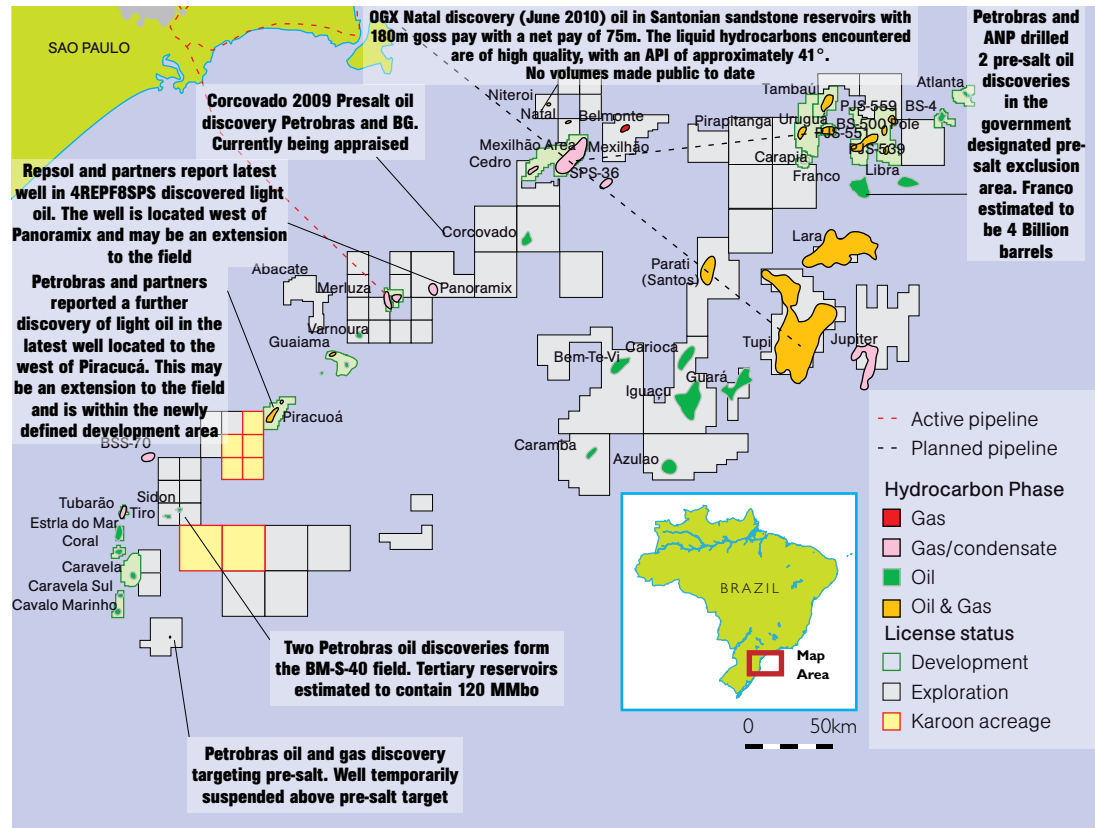 SAO PAULO
OGX Natal discovery (June 2010) oil in Santonian sandstone reservoirs with
180m goss pay with a net pay of 75m. The liquid hydrocarbons encountered
are of high quality, with an API of approximately 41°.
No volumes made public to date
Petrobras and
ANP drilled
2 pre-salt oil
discoveries
in the
government
designated pre-
salt exclusion
area. Franco
estimated to
be 4 Billion
barrels
Corcovado 2009 Presalt oil
discovery Petrobras and BG.
Currently being appraised
Repsol and partners report latest
well in 4REPF8SPS discovered light
oil. The well is located west of
Panoramix and may be an extension
to the field
Petrobras and partners
reported a further
discovery of light oil in the
latest well located to the
west of Piracucá. This may
be an extension to the field
and is within the newly
defined development area
Niteroi
Natal
Belmonte
Mexilhão Area
Mexilhão
Cedro
SPS-36
Tambaú
PJS-559
BS-4
Atlanta
Pirapitanga
Uruguá
BS-500
Pole
PJS-551
PJS-539
Carapia
Franco
Libra
Corcovado
Lara
Parati
(Santos)
Abacate
Merluza
Panoramix
Varnoura
Guaiama
Tupi
Jupiter
Bem-Te-Vi
Carioca
Iguaçu
Guará
Piracuoá
BSS-70
Caramba
Azulao
Tubarão
Sidon
Tiro
Estrla do Mar
Coral
Caravela
Caravela Sul
Cavalo Marinho
Two Petrobras oil discoveries form
the BM-S-40 field. Tertiary reservoirs
estimated to contain 120 MMbo
Petrobras oil and gas discovery
targeting pre-salt. Well temporarily
suspended above pre-salt target
BRAZIL
Map
Area
0 50km
Active pipeline
Planned pipeline
Hydrocarbon Phase
Gas
Gas/condensate
Oil
Oil & Gas
License status
Development
Exploration
Karoon acreage